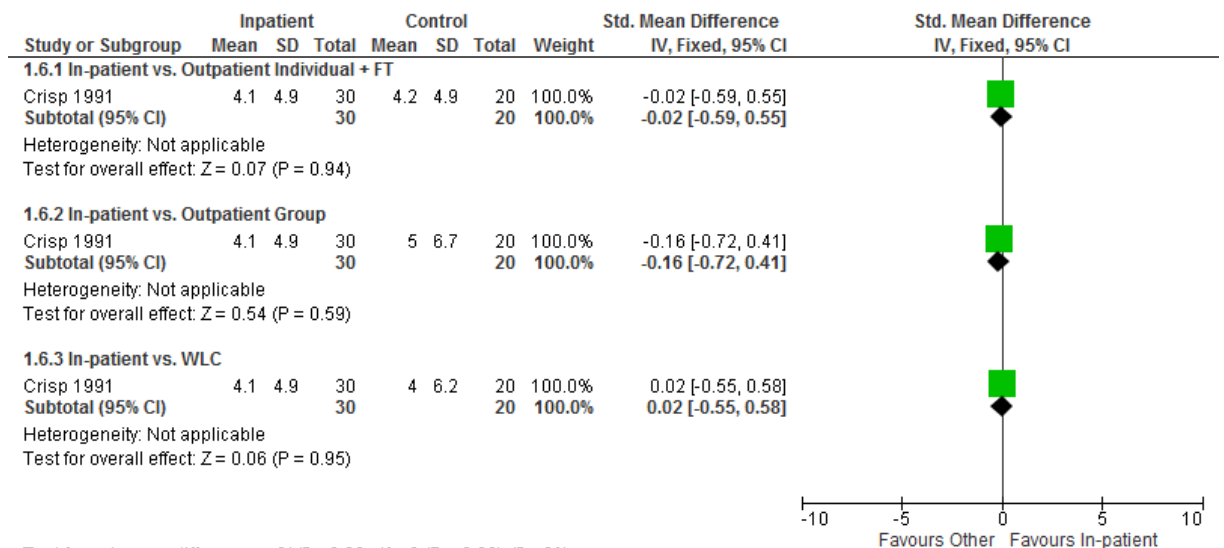 Inpatient Control Std. Mean Difference Std. Mean Difference
Study or Subgroup Mean SD Total Mean SD Total Weight IV, Fixed, 95% CI IV, Fixed, 95% CI
1.6.1 In-patient vs. Outpatient Individual + FT
Crisp 1991 4.1 4.9 30 4.2 4.9 20 100.0% -0.02 [-0.59, 0.55]
Subtotal (95% CI) 30 20 100.0% -0.02 [-0.59, 0.55]
Heterogeneity: Not applicable
Test for overall effect: Z = 0.07 (P = 0.94)
1.6.2 In-patient vs. Outpatient Group
Crisp 1991 4.1 4.9 30 5 6.7 20 100.0% -0.16 [-0.72, 0.41]
Subtotal (95% CI) 30 20 100.0% -0.16 [-0.72, 0.41]
Heterogeneity: Not applicable
Test for overall effect: Z = 0.54 (P = 0.59)
1.6.3 In-patient vs. WLC
Crisp 1991 4.1 4.9 30 4 6.2 20 100.0% 0.02 [-0.55, 0.58]
Subtotal (95% CI) 30 20 100.0% 0.02 [-0.55, 0.58]
Heterogeneity: Not applicable
Test for overall effect: Z = 0.06 (P = 0.95)
-10 -5 0 5 10
Favours Other Favours In-patient